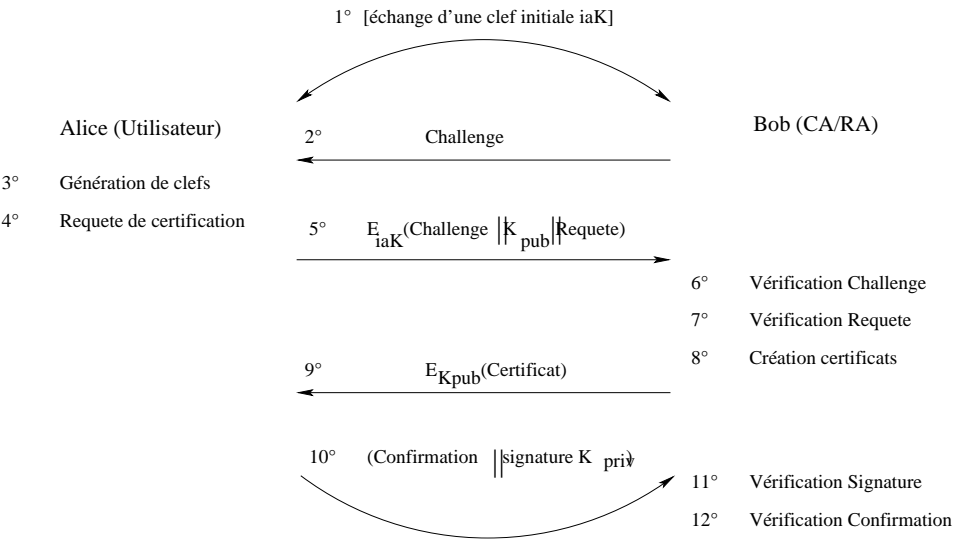 1° [échange d'une clef initiale iaK]
Alice (Utilisateur)
Bob (CA/RA)
2° Challenge
3° Génération de clefs
4° Requete de certification
5° E iaK(Challenge ||K pub||Requete)
6° Vérification Challenge
7° Vérification Requete
8° Création certificats
9° E Kpub(Certificat)
10° (Confirmation ||signature K priv)
11° Vérification Signature
12° Vérification Confirmation